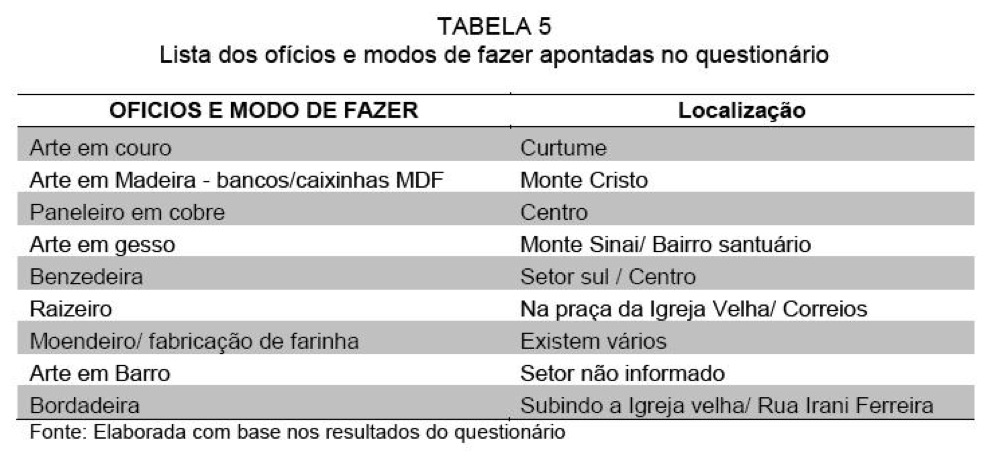 TABELA 5
Lista dos ofícios e modos de fazer apontadas no questionário
OFICIOS E MODO DE FAZER Localização
Arte em couro Curtume
Arte em Madeira - bancos/caixinhas MDF Monte Cristo
Paneleiro em cobre Centro
Arte em gesso Monte Sinai/ Bairro santuário
Benzedeira Setor sul / Centro
Raizeiro Na praça da Igreja Velha/ Correios
Moendeiro/ fabricação de farinha Existem vários
Arte em Barro Setor não informado
Bordadeira Subindo a Igreja velha/ Rua Irani Ferreira
Fonte: Elaborada com base nos resultados do questionário